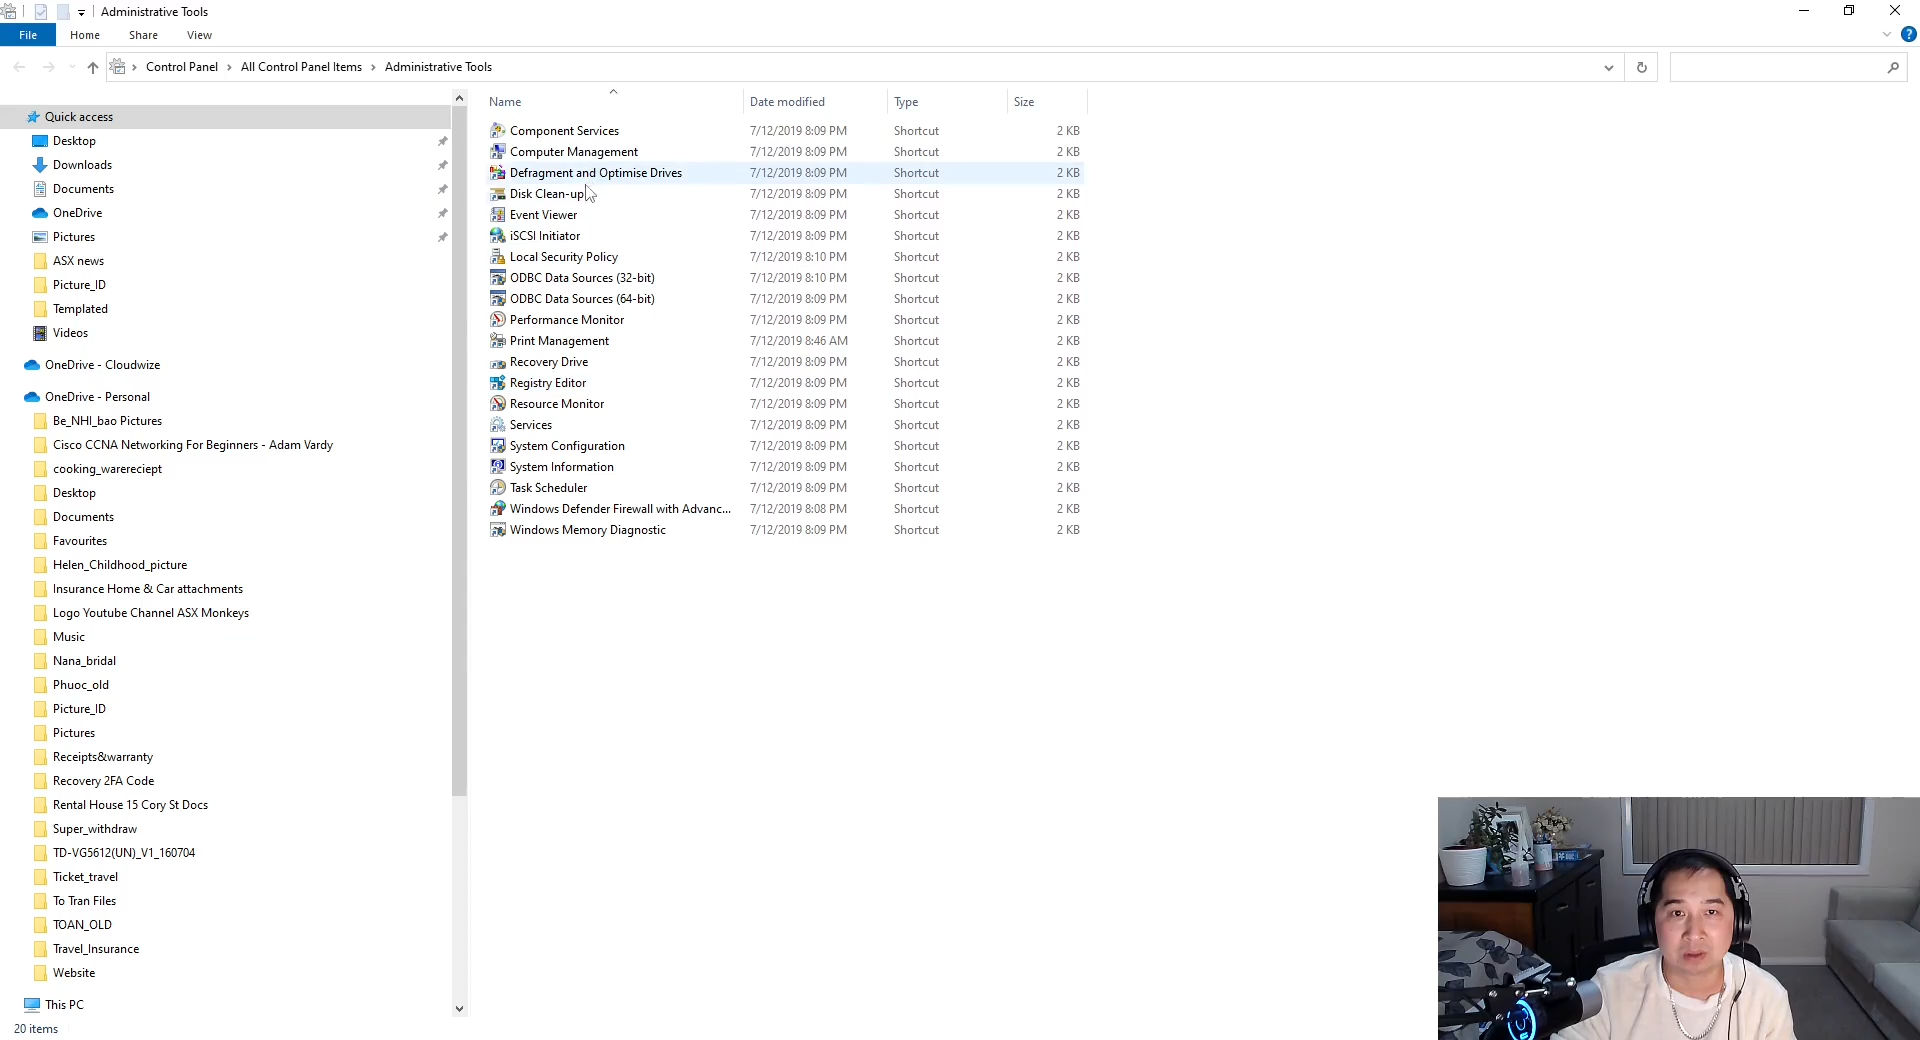 Administrative Tools
File Home Share View
Control Panel All Control Panel Items Administrative Tools
Quick access
Desktop
Downloads
Documents
OneDrive
Pictures
ASX news
Picture_ID
Templated
Videos
OneDrive - Cloudwize
OneDrive - Personal
Be_NHI_bao Pictures
Cisco CCNA Networking For Beginners - Adam Vardy
cooking_warereciept
Desktop
Documents
Favourites
Helen_Childhood_picture
Insurance Home & Car attachments
Logo Youtube Channel ASX Monkeys
Music
Nana_bridal
Phuoc_old
Picture_ID
Pictures
Receipts&warranty
Recovery 2FA Code
Rental House 15 Cory St Docs
Super_withdraw
TD-VG5612(UN)_V1_160704
Ticket_travel
To Tran Files
TOAN_OLD
Travel_Insurance
Website
This PC
20 items
Name Date modified Type Size
Component Services 7/12/2019 8:09 PM Shortcut 2 KB
Computer Management 7/12/2019 8:09 PM Shortcut 2 KB
Defragment and Optimise Drives 7/12/2019 8:09 PM Shortcut 2 KB
Disk Clean-up 7/12/2019 8:09 PM Shortcut 2 KB
Event Viewer 7/12/2019 8:09 PM Shortcut 2 KB
iSCSI Initiator 7/12/2019 8:09 PM Shortcut 2 KB
Local Security Policy 7/12/2019 8:10 PM Shortcut 2 KB
ODBC Data Sources (32-bit) 7/12/2019 8:10 PM Shortcut 2 KB
ODBC Data Sources (64-bit) 7/12/2019 8:09 PM Shortcut 2 KB
Performance Monitor 7/12/2019 8:09 PM Shortcut 2 KB
Print Management 7/12/2019 8:46 AM Shortcut 2 KB
Recovery Drive 7/12/2019 8:09 PM Shortcut 2 KB
Registry Editor 7/12/2019 8:09 PM Shortcut 2 KB
Resource Monitor 7/12/2019 8:09 PM Shortcut 2 KB
Services 7/12/2019 8:09 PM Shortcut 2 KB
System Configuration 7/12/2019 8:09 PM Shortcut 2 KB
System Information 7/12/2019 8:09 PM Shortcut 2 KB
Task Scheduler 7/12/2019 8:09 PM Shortcut 2 KB
Windows Defender Firewall with Advanc... 7/12/2019 8:08 PM Shortcut 2 KB
Windows Memory Diagnostic 7/12/2019 8:09 PM Shortcut 2 KB